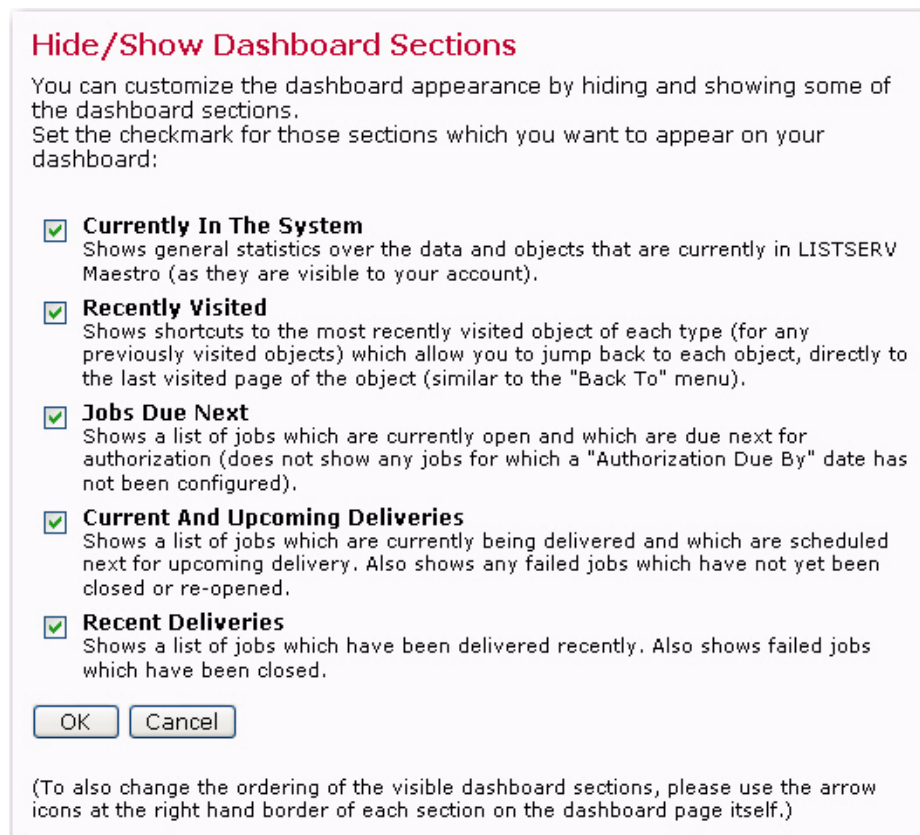 Hide/Show Dashboard Sections
You can customize the dashboard appearance by hiding and showing some of
the dashboard sections.
Set the checkmark for those sections which you want to appear on your
dashboard:
Currently In The System
Shows general statistics over the data and objects that are currently in LISTSERV
Maestro (as they are visible to your account).
Recently Visited
Shows shortcuts to the most recently visited object of each type (for any
previously visited objects) which allow you to jump back to each object, directly to
the last visited page of the object (similar to the "Back To" menu).
Jobs Due Next
Shows a list of jobs which are currently open and which are due next for
authorization (does not show any jobs for which a "Authorization Due By" date has
not been configured).
Current And Upcoming Deliveries
Shows a list of jobs which are currently being delivered and which are scheduled
next for upcoming delivery. Also shows any failed jobs which have not yet been
closed or re-opened.
Recent Deliveries
Shows a list of jobs which have been delivered recently. Also shows failed jobs
which have been closed.
OK Cancel
(To also change the ordering of the visible dashboard sections, please use the arrow
icons at the right hand border of each section on the dashboard page itself.)